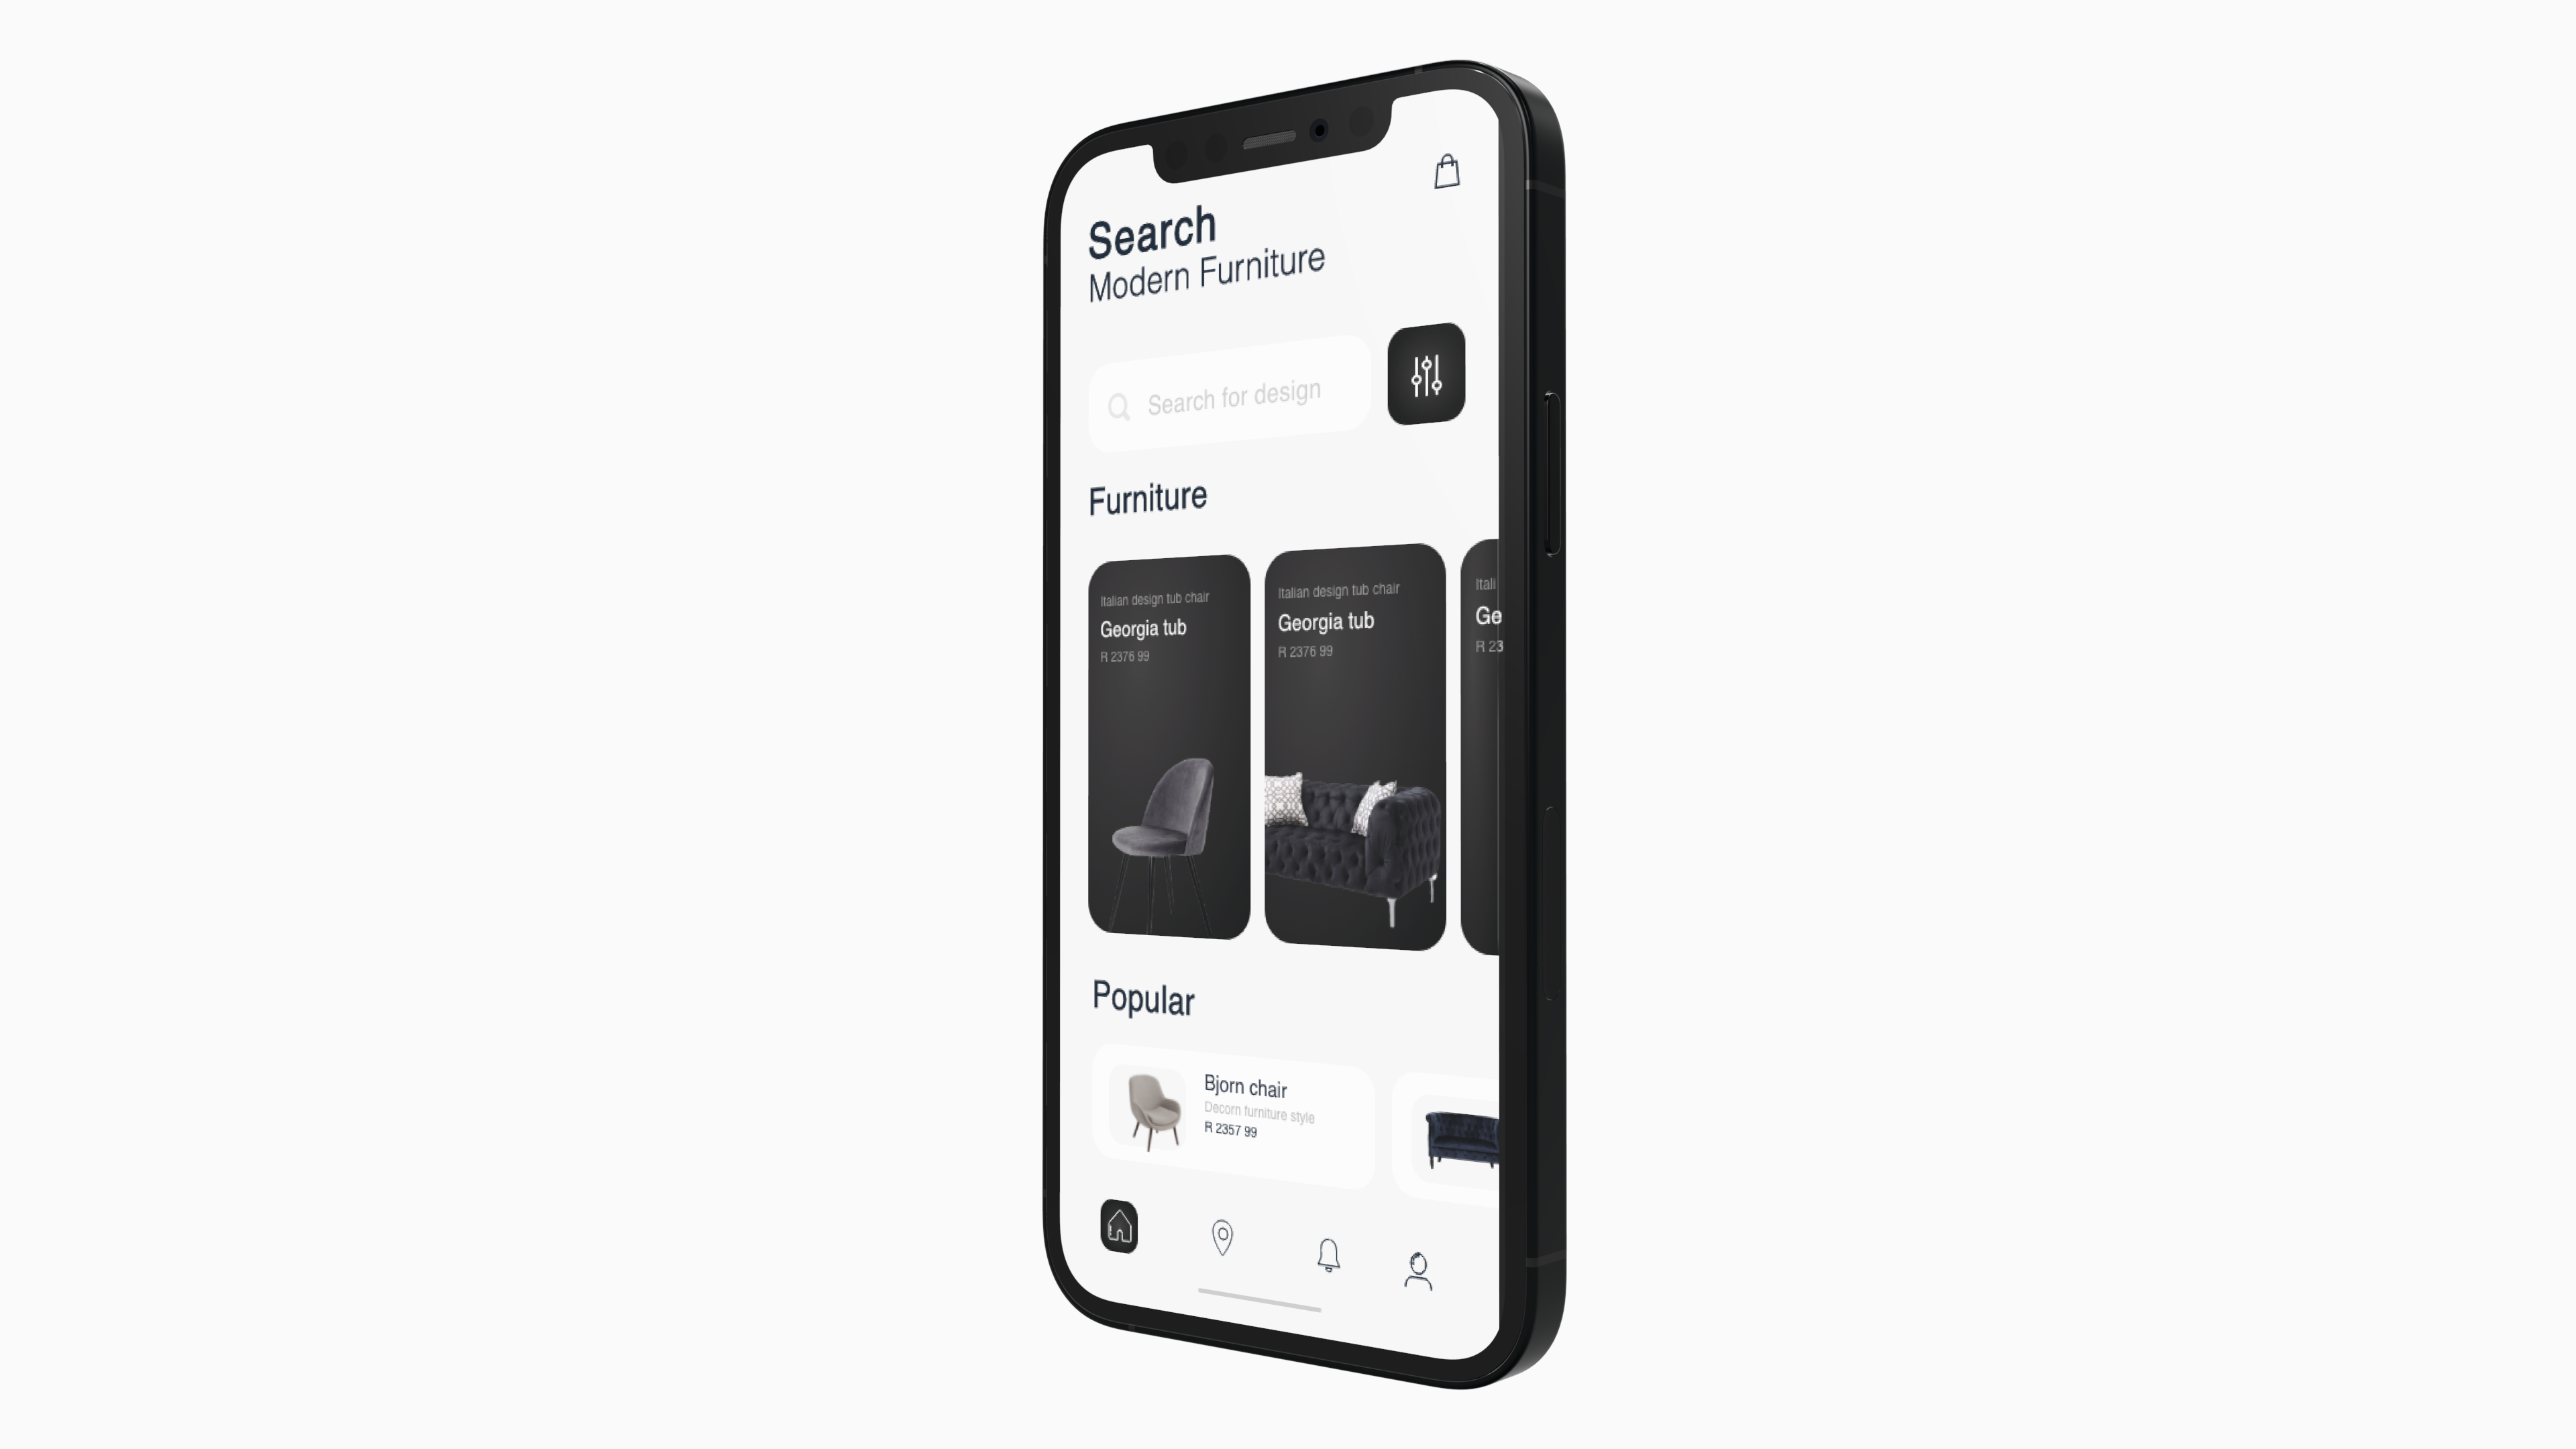 Search
Modern Furniture
Search for design
Furniture
Italian design tub chair
Georgia tub
R 2376 99
Italian design tub chair
Georgia tub
R 2376 99
Itali
Ge
R 23
Popular
Bjorn chair
Decorn furniture style
R 2357 99